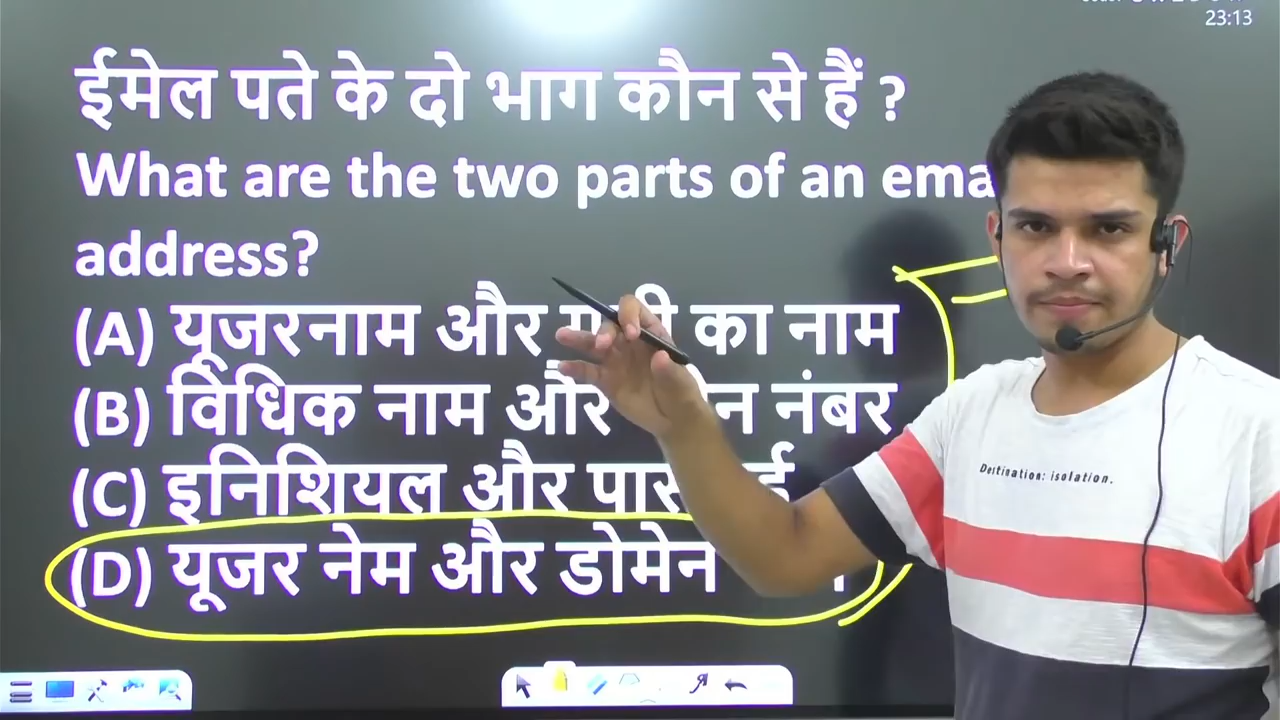 23:13
ईमेल पते के दो भाग कौन से हैं ?
What are the two parts of an
address?
(A) यूजरनाम और का नाम
(B) विधिक नाम और नंबर
(C) इनिशियल और
(D) यूजर नेम और डोमेन
Destination: isolation.